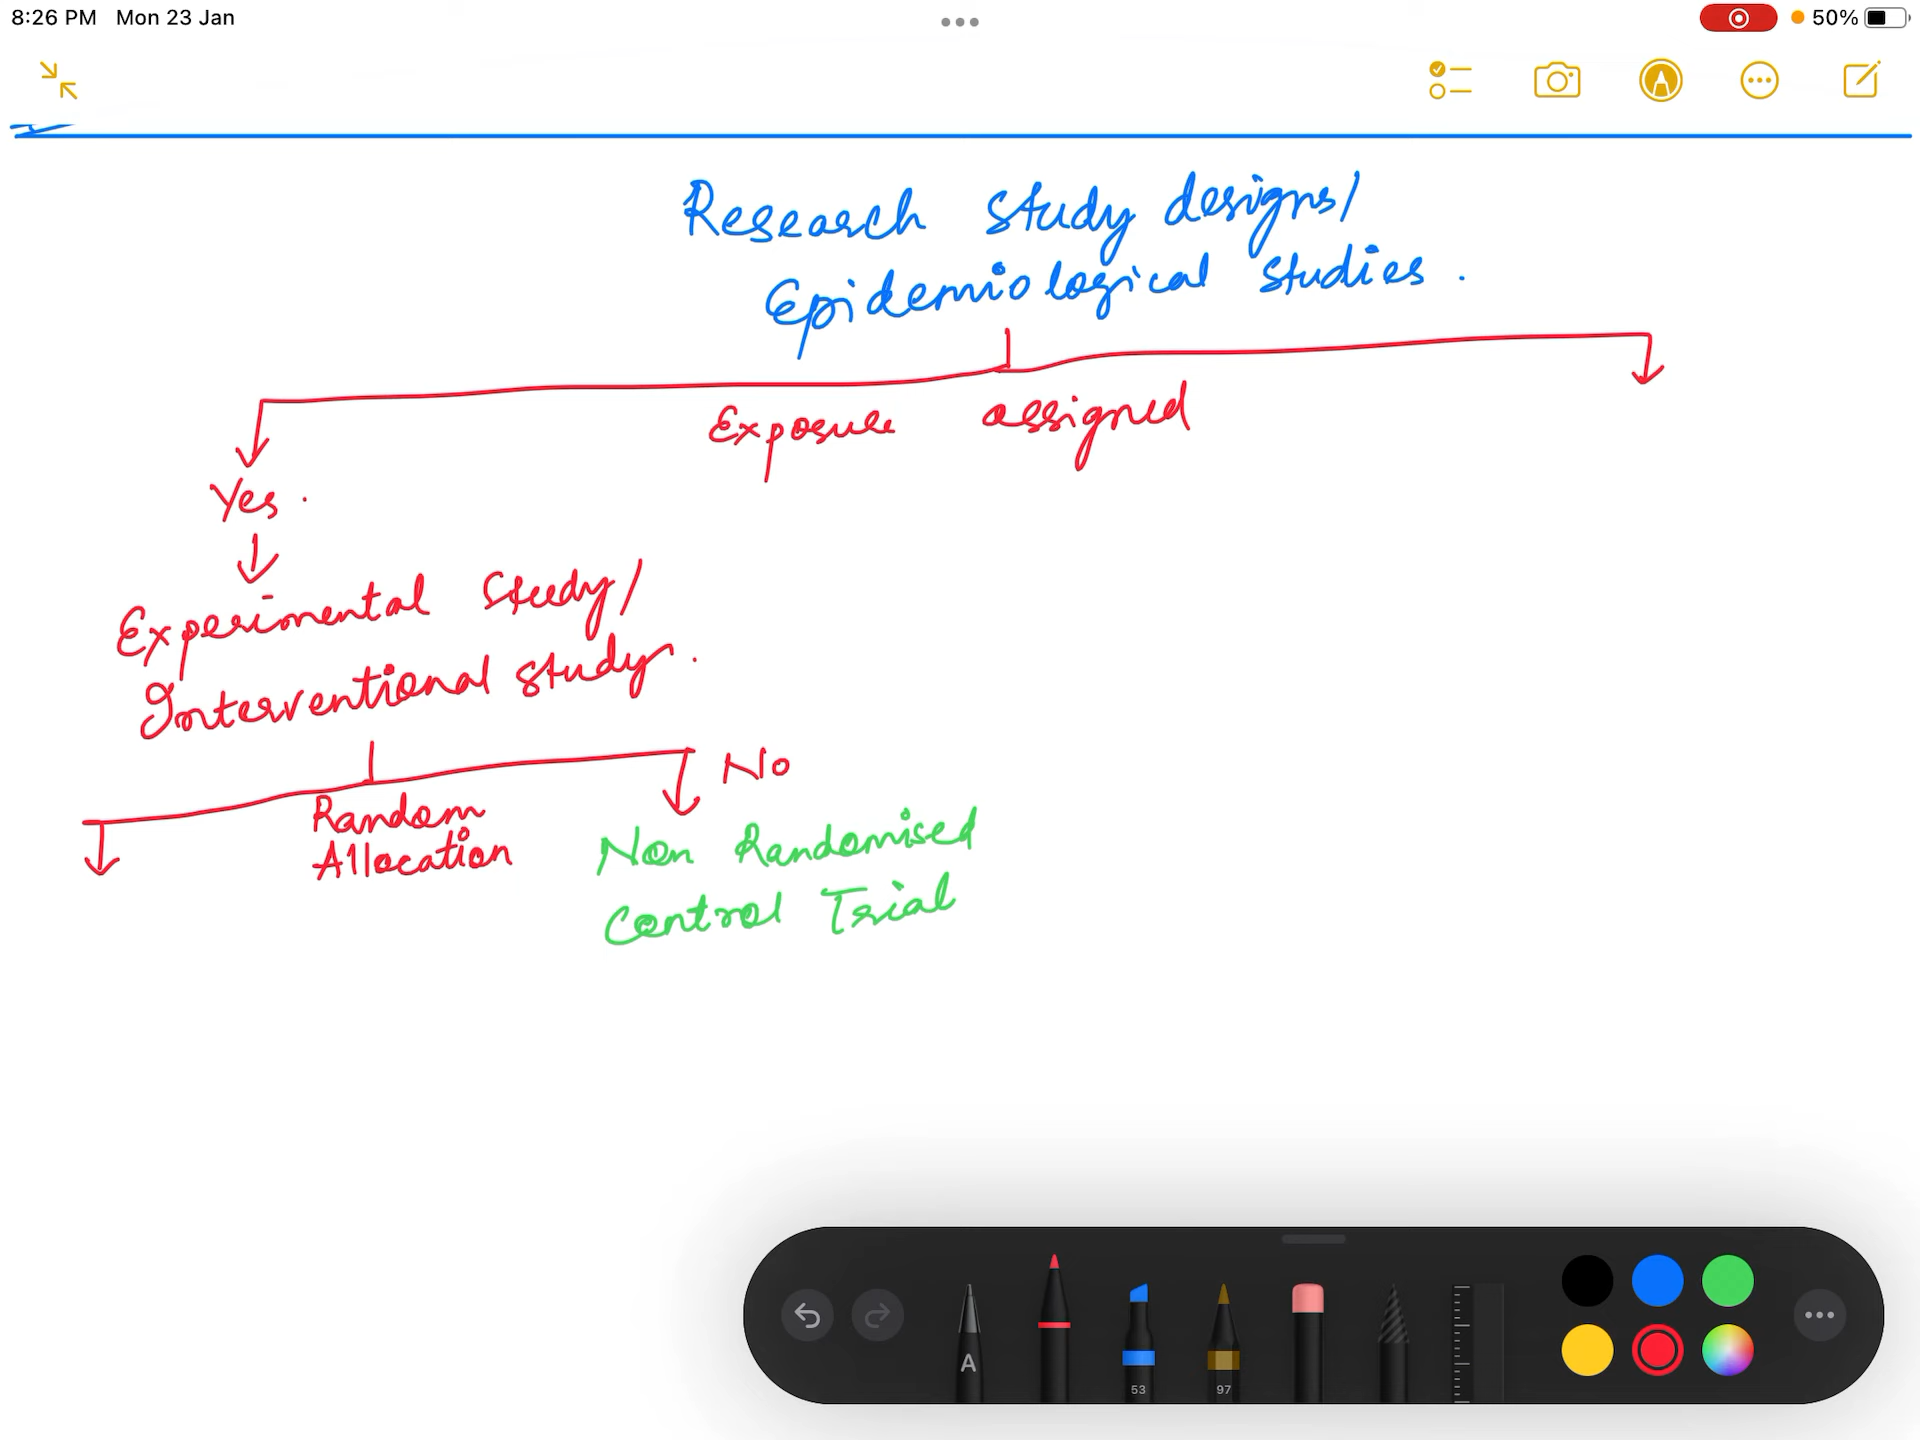 8:26 PM Mon 23 Jan
50%
Research study designs/
Epidemiological studies.
Exposure assigned
Yes.
Experimental Study/
Interventional study.
No
Random
Allocation
Non Randomised
Control Trial
A
53
97